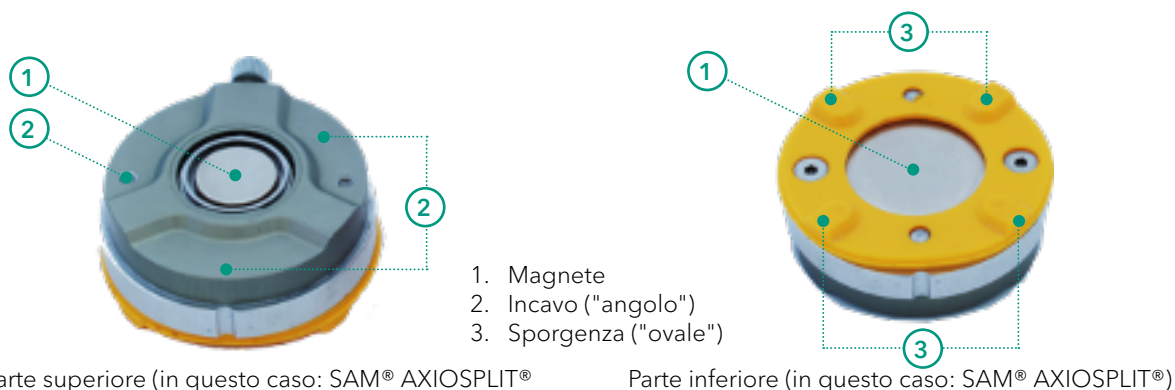 3
1
1
2
2
1. Magnete
2. Incavo ("angolo")
3. Sporgenza ("ovale")
3
superiore (in questo caso: SAM® AXIOSPLIT®
Parte inferiore (in questo caso: SAM® AXIOSPLIT®)